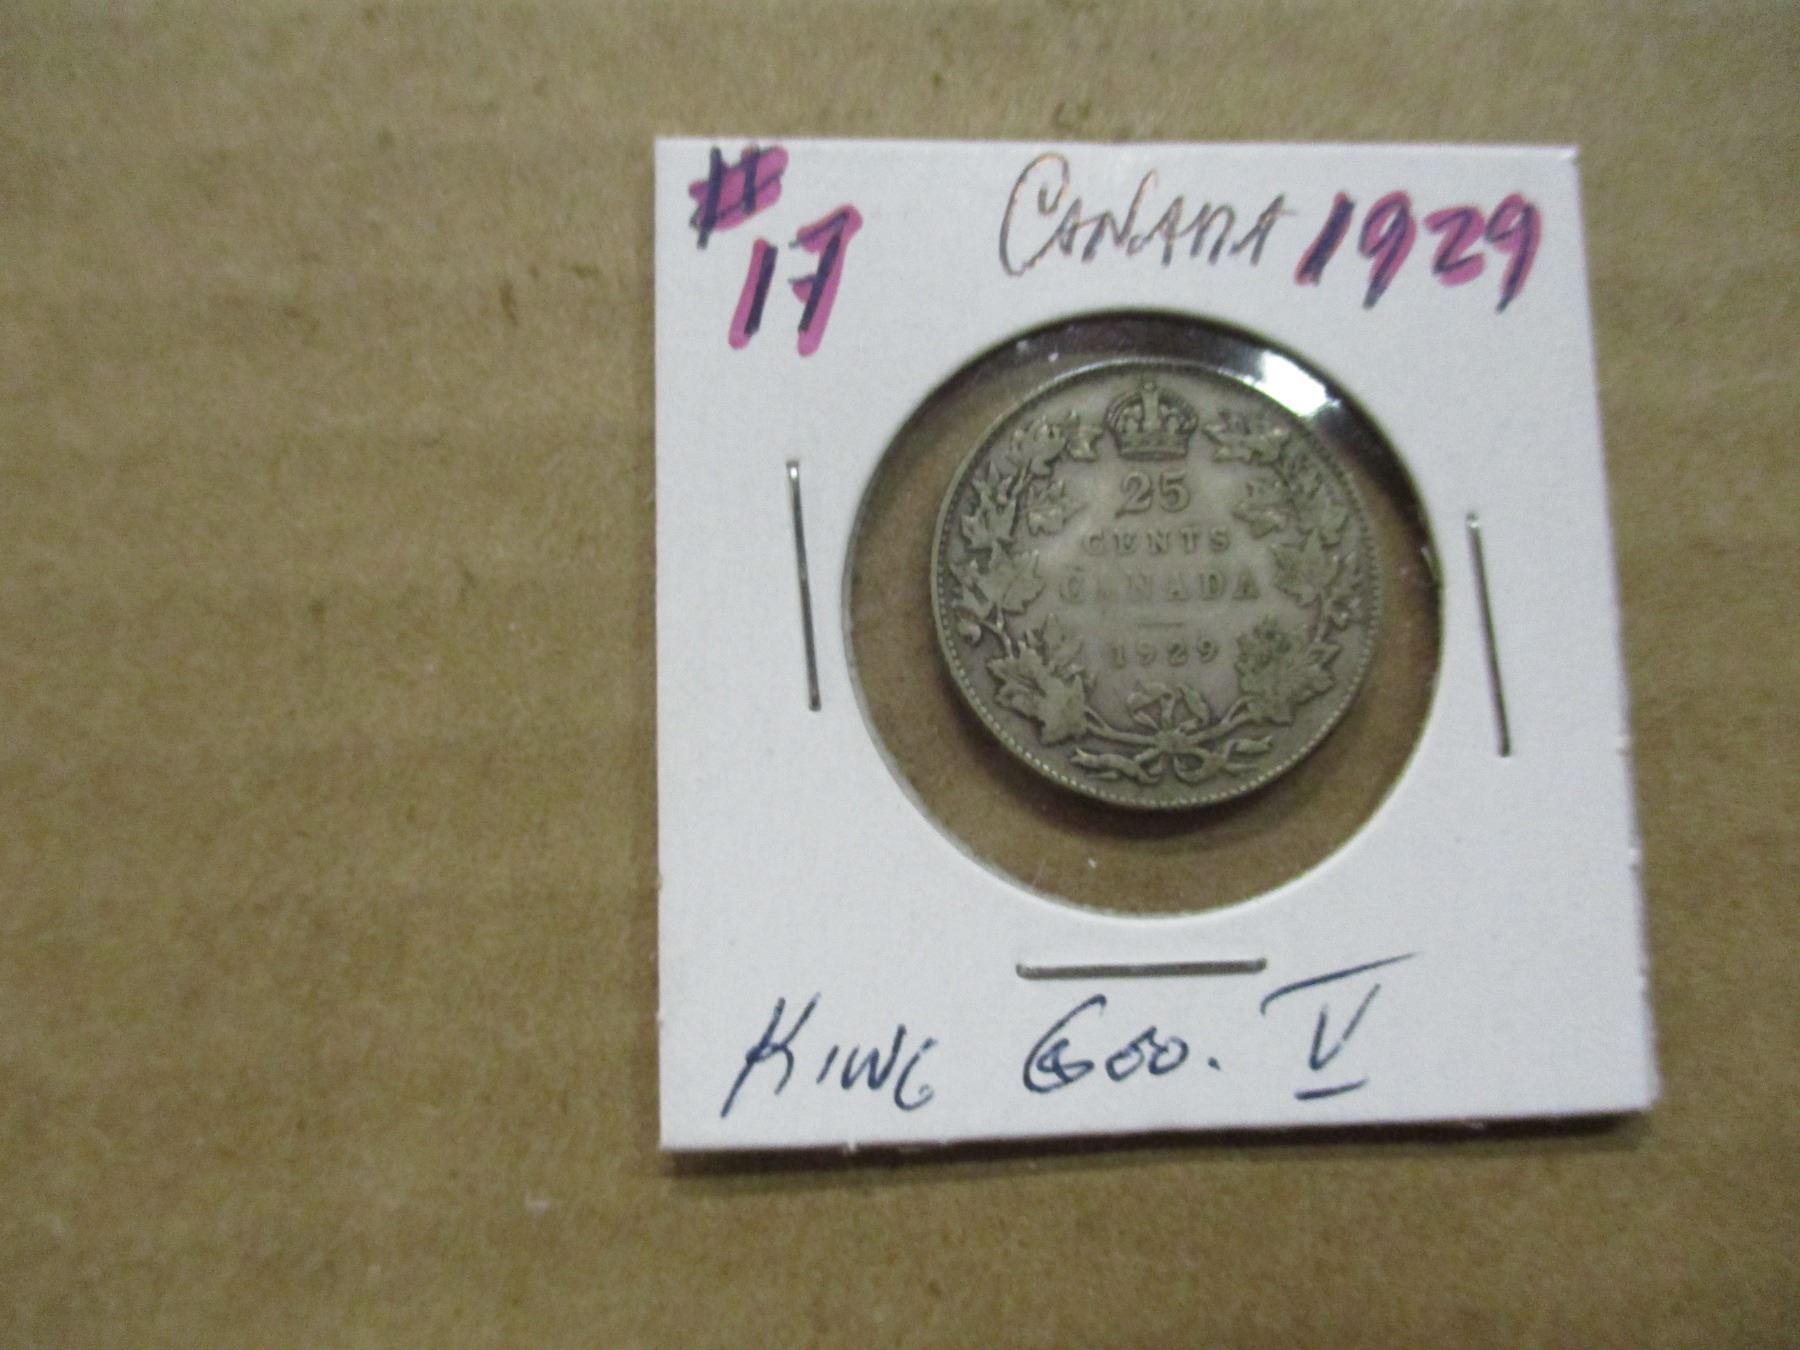 # 17
CANADA 1929
25
CENTS
CANADA
1929
KING GEO. V